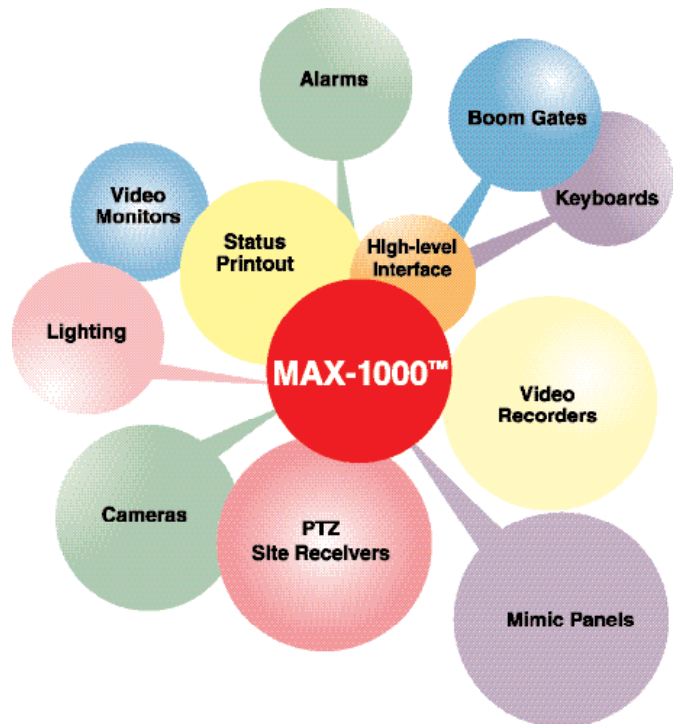 Alarms
Boom Gates
Keyboards
Video
Monitors
Status
Printout
High-level
Interface
Lighting
MAX-1000™
Video
Recorders
Cameras
PTZ
Site Receivers
Mimic Panels